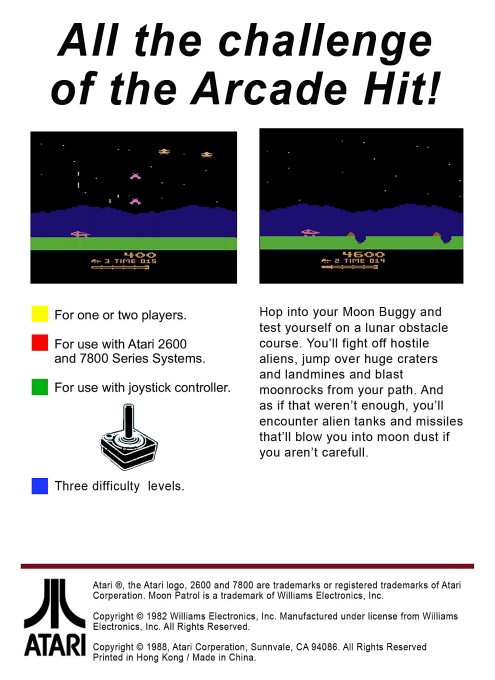 All the challenge
of the Arcade Hit!
400
3 TIME 015
4600
2 TIME 014
For one or two players.
For use with Atari 2600
and 7800 Series Systems.
For use with joystick controller.
Three difficulty levels.
Hop into your Moon Buggy and
test yourself on a lunar obstacle
course. You'll fight off hostile
aliens, jump over huge craters
and landmines and blast
moonrocks from your path. And
as if that weren't enough, you'll
encounter alien tanks and missiles
that'll blow you into moon dust if
you aren't carefull.
Atari ®, the Atari logo, 2600 and 7800 are trademarks or registered trademarks of Atari
Corporation. Moon Patrol is a trademark of Williams Electronics, Inc.
Copyright © 1982 Williams Electronics, Inc. Manufactured under license from Williams
Electronics, Inc. All Rights Reserved.
Copyright © 1988, Atari Corporation, Sunnvale, CA 94086. All Rights Reserved
Printed in Hong Kong / Made in China.
ATARI